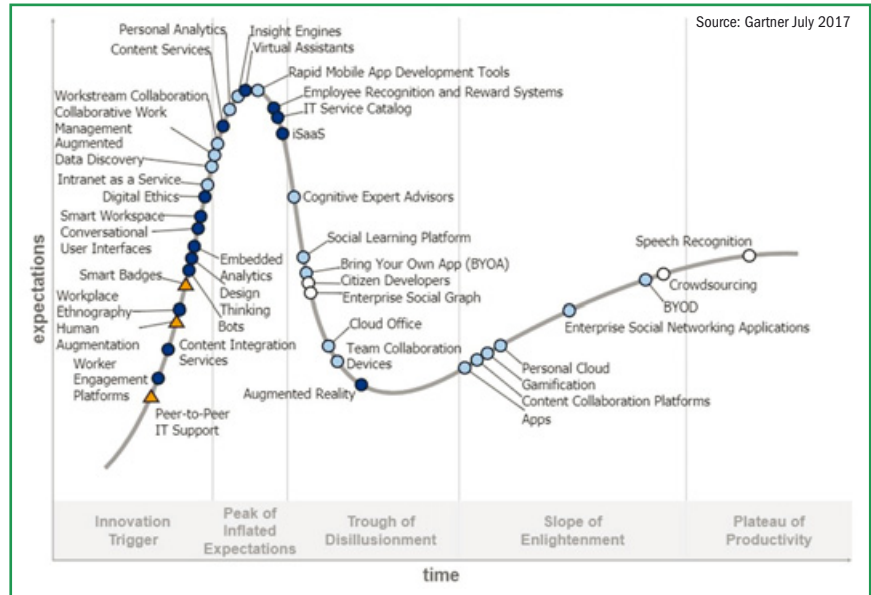 Source: Gartner July 2017
Personal Analytics
Content Services
Insight Engines
Virtual Assistants
Rapid Mobile App Development Tools
Employee Recognition and Reward Systems
IT Service Catalog
iSaaS
Workstream Collaboration
Collaborative Work
Management
Augmented
Data Discovery
Intranet as a Service
Digital Ethics
Smart Workspace
Conversational
User Interfaces
Smart Badges
Workplace
Ethnography
Human
Augmentation
Worker
Engagement
Platforms
Embedded
Analytics
Design
Thinking
Bots
Content Integration
Services
Peer-to-Peer
IT Support
Cognitive Expert Advisors
Social Learning Platform
Bring Your Own App (BYOA)
Citizen Developers
Enterprise Social Graph
Cloud Office
Team Collaboration
Devices
Augmented Reality
Speech Recognition
Crowdsourcing
BYOD
Enterprise Social Networking Applications
Personal Cloud
Gamification
Content Collaboration Platforms
Apps
expectations
Innovation
Trigger
Peak of
Inflated
Expectations
Trough of
Disillusionment
Slope of
Enlightenment
Plateau of
Productivity
time